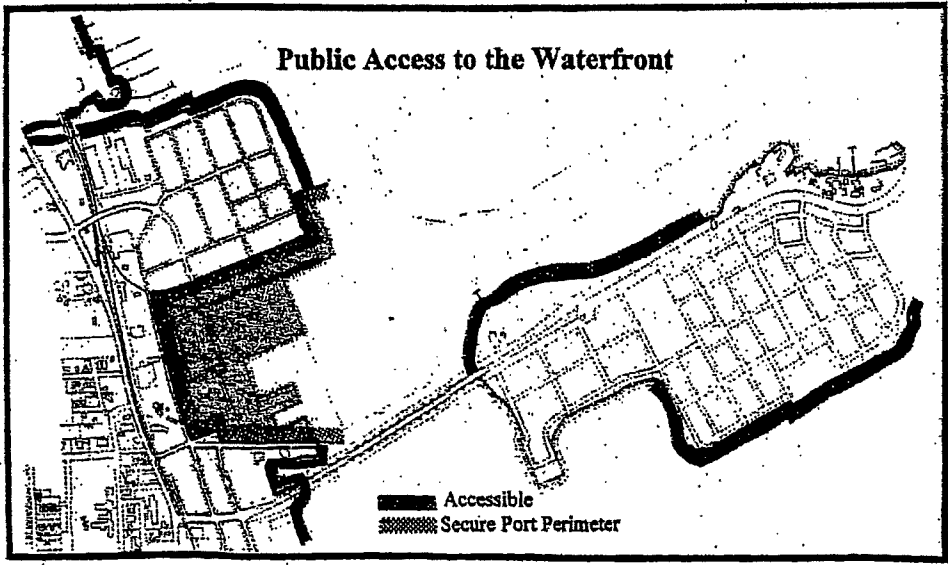 Public Access to the Waterfront
Accessible
Secure Port Perimeter